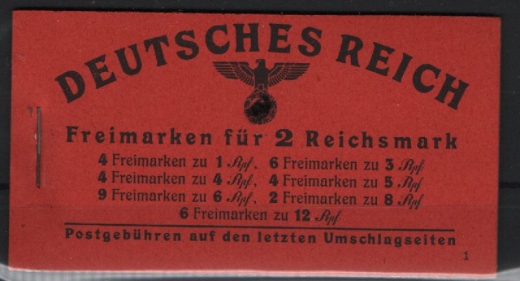 DEUTSCHES REICH
Freimarken für 2 Reichsmark
4 Freimarken zu 1 Rpf, 6 Freimarken zu 3 Rpf
4 Freimarken zu 4 Rpf, 4 Freimarken zu 5 Rpf
9 Freimarken zu 6 Rpf, 2 Freimarken zu 8 Rpf
6 Freimarken zu 12 Rpf
Postgebühren auf den letzten Umschlagseiten
1